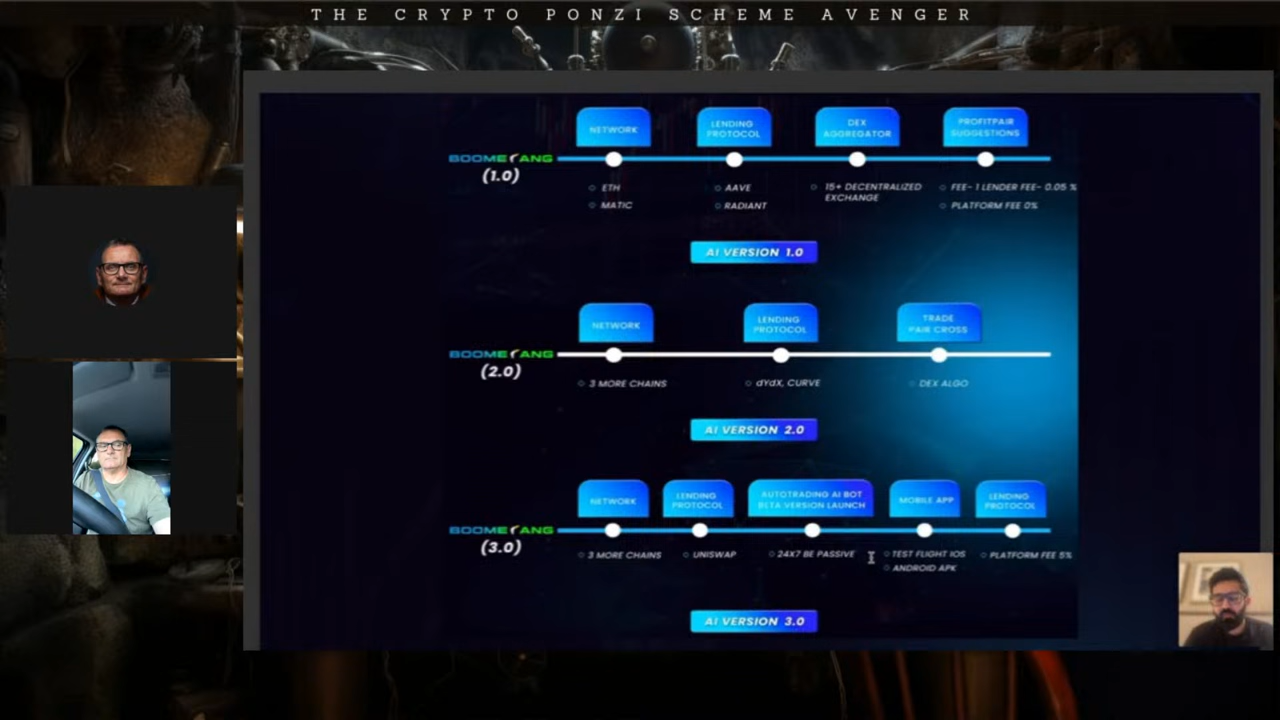 THE CRYPTO PONZI SCHEME AVENGER
NETWORK
LENDING
PROTOCOL
DEX
AGGREGATOR
PROFITPAIR
SUGGESTIONS
BOOMERANG
(1.0)
ETH
MATIC
AAVE
RADIANT
15+ DECENTRALIZED
EXCHANGE
FEE- 1 LENDER FEE- 0.05 %
PLATFORM FEE 0%
AI VERSION 1.0
NETWORK
LENDING
PROTOCOL
TRADE
PAIR CROSS
BOOMERANG
(2.0)
3 MORE CHAINS
dYdX, CURVE
DEX ALGO
AI VERSION 2.0
NETWORK
LENDING
PROTOCOL
AUTOTRADING AI BOT
BETA VERSION LAUNCH
MOBILE APP
LENDING
PROTOCOL
BOOMERANG
(3.0)
3 MORE CHAINS
UNISWAP
24X7 BE PASSIVE
TEST FLIGHT IOS
ANDROID APK
PLATFORM FEE 5%
AI VERSION 3.0